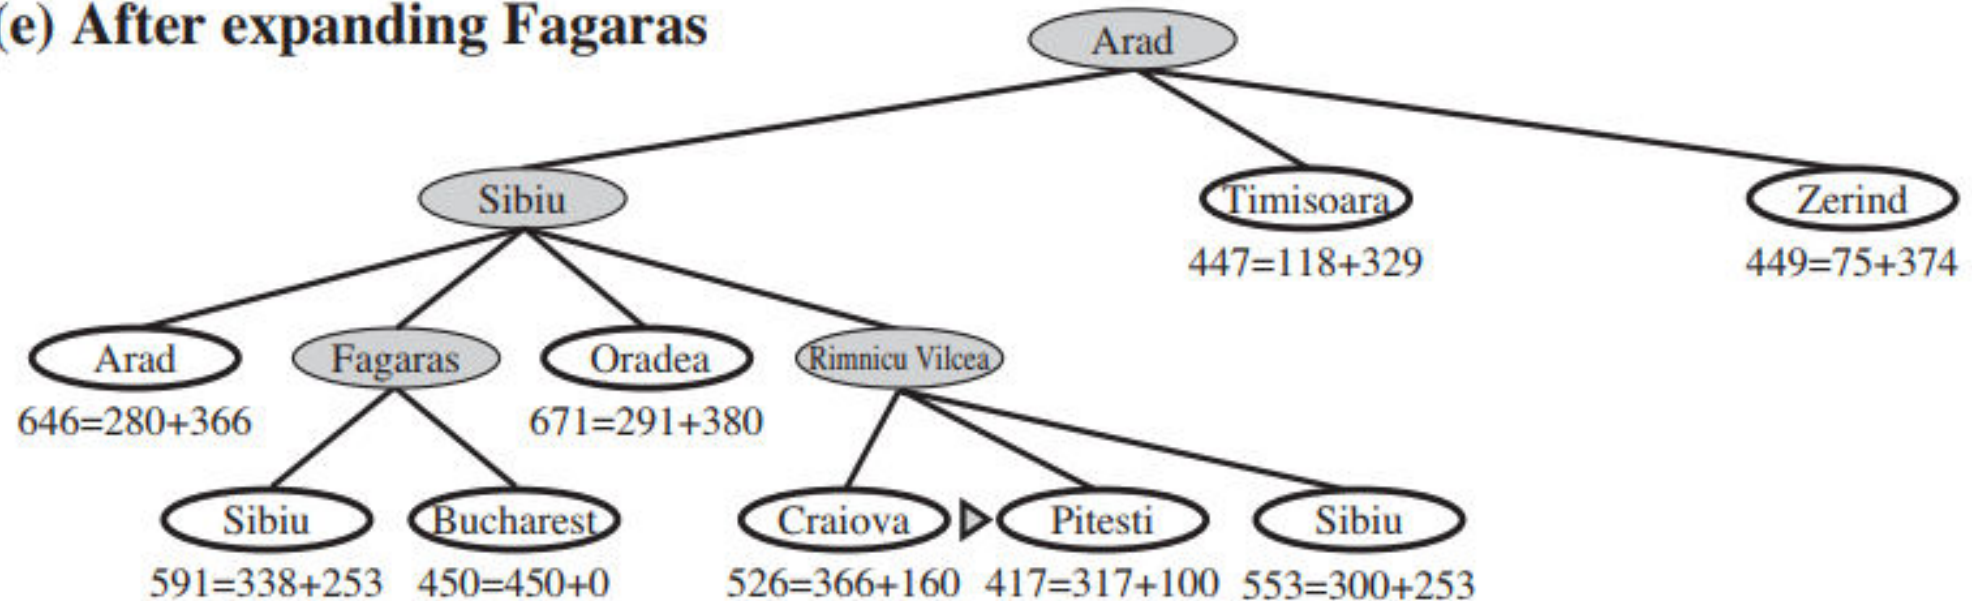 (e) After expanding Fagaras
Arad
Sibiu
Timisoara
Zerind
447=118+329
449=75+374
Arad
Fagaras
Oradea
Rimnicu Vilcea
646=280+366
671=291+380
Sibiu
Bucharest
Craiova
Pitesti
Sibiu
591=338+253
450=450+0
526=366+160
417=317+100
553=300+253